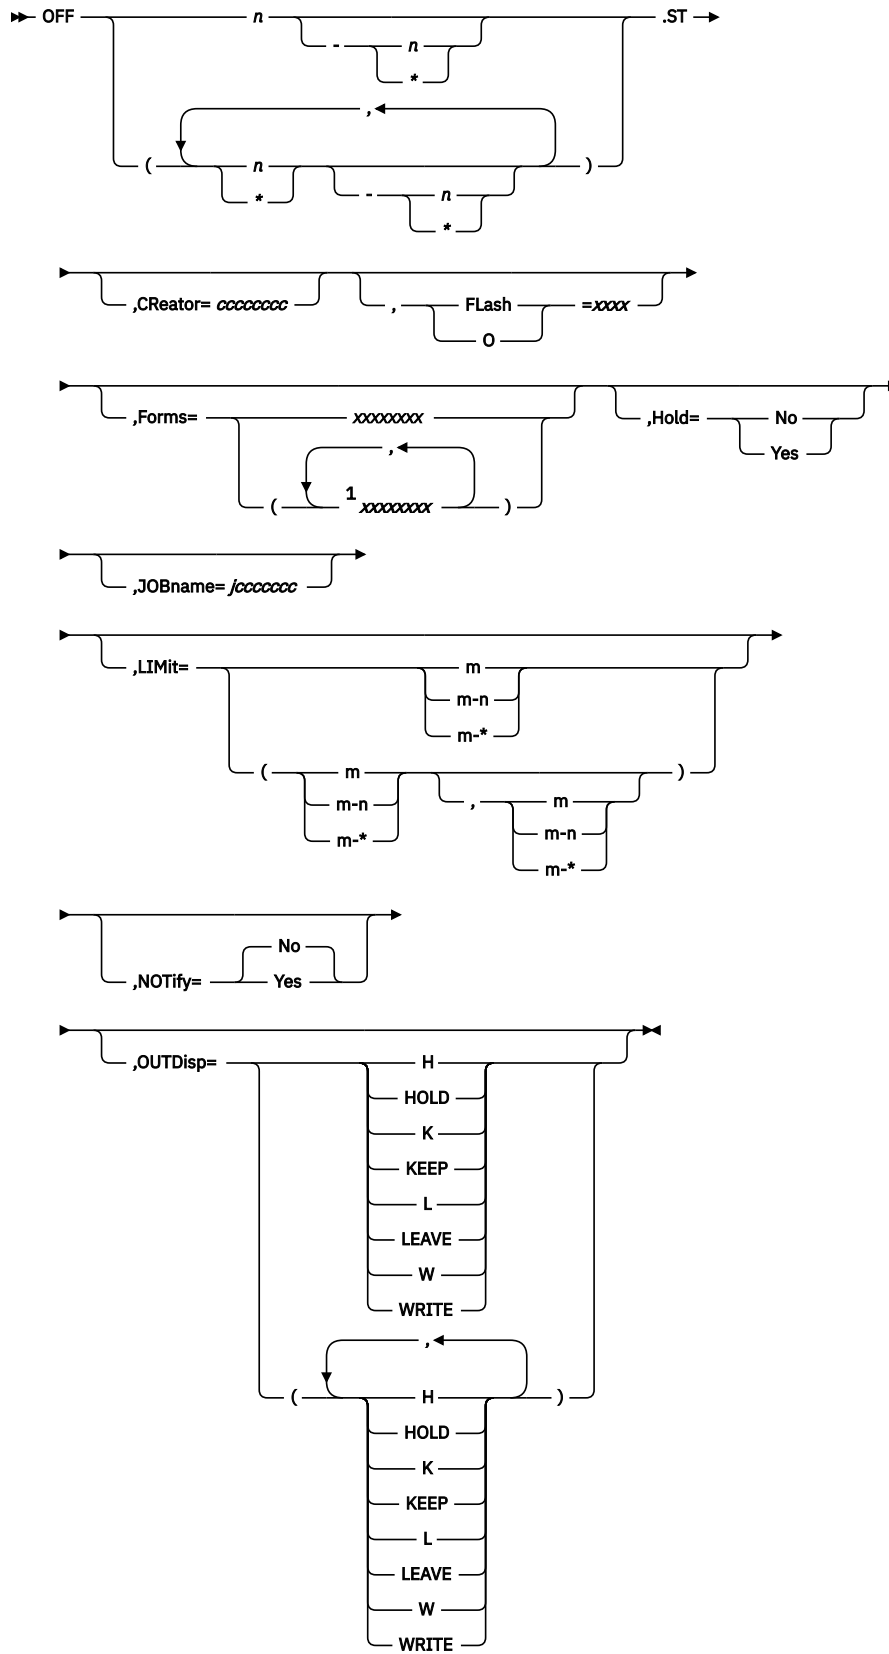 OFF n .ST
- n
*
,
( n )
* - n
*
,CReator= cccccccc , FLash =xxxx
O
,Forms= xxxxxxxx ,Hold= No
, Yes
( 1 xxxxxxxx )
,JOBname= jccccccc
,LIMit= m
m-n
m-*
( m )
m-n , m
m-* m-n
m-*
No
,NOTify= Yes
,OUTDisp= H
HOLD
K
KEEP
L
LEAVE
W
WRITE
,
( H )
HOLD
K
KEEP
L
LEAVE
W
WRITE